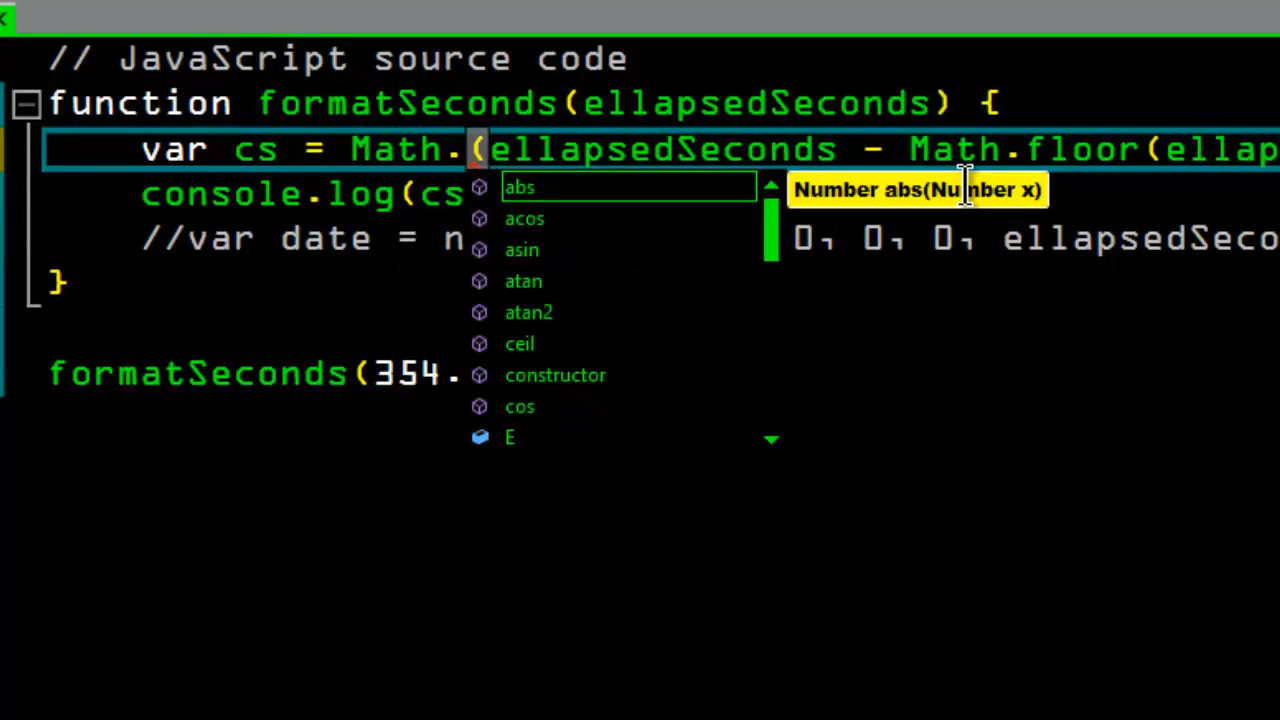 // JavaScript source code
function formatSeconds(ellapsedSeconds) {
var cs = Math.(ellapsedSeconds - Math.floor(ellap
console.log(cs
//var date = n 0, 0, 0, ellapsedSeco
}
formatSeconds(354.
abs
acos
asin
atan
atan2
ceil
constructor
cos
E
Number abs(Number x)